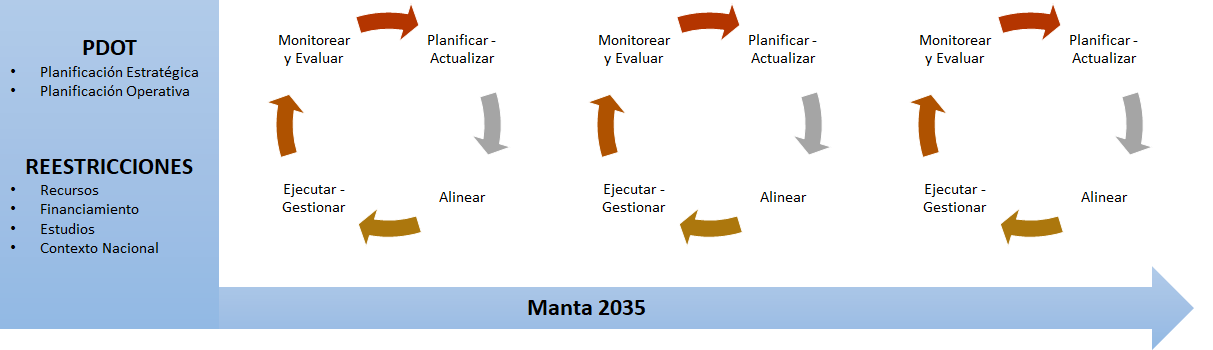 PDOT
• Planificación Estratégica
• Planificación Operativa
REESTRICCIONES
• Recursos
• Financiamiento
• Estudios
• Contexto Nacional
Monitorear
y Evaluar
Planificar -
Actualizar
Ejecutar -
Gestionar
Alinear
Monitorear
y Evaluar
Planificar -
Actualizar
Ejecutar -
Gestionar
Alinear
Monitorear
y Evaluar
Planificar -
Actualizar
Ejecutar -
Gestionar
Alinear
Manta 2035